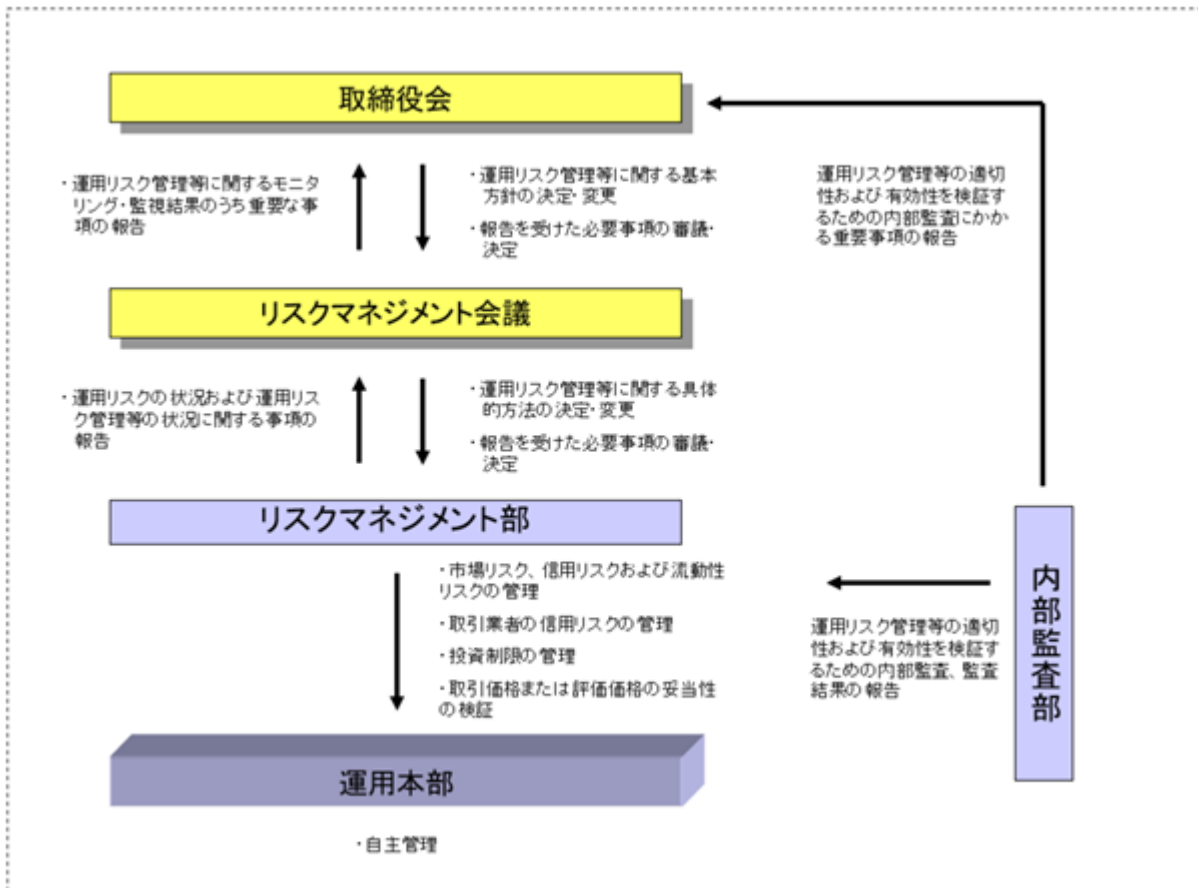 取締役会
・運用リスク管理等に関するモニタ
リング・監視結果のうち重要な事
項の報告
・運用リスク管理等に関する基本
方針の決定・変更
・報告を受けた必要事項の審議・
決定
運用リスク管理等の適切
性および有効性を検証す
るための内部監査にかか
る重要事項の報告
リスクマネジメント会議
・運用リスクの状況および運用リス
ク管理等の状況に関する事項の
報告
・運用リスク管理等に関する具体
的方法の決定・変更
・報告を受けた必要事項の審議・
決定
リスクマネジメント部
・市場リスク、信用リスクおよび流動性
リスクの管理
・取引業者の信用リスクの管理
・投資制限の管理
・取引価格または評価価格の妥当性
の検証
運用リスク管理等の適切
性および有効性を検証す
るための内部監査、監査
結果の報告
内部監査部
運用本部
・自主管理